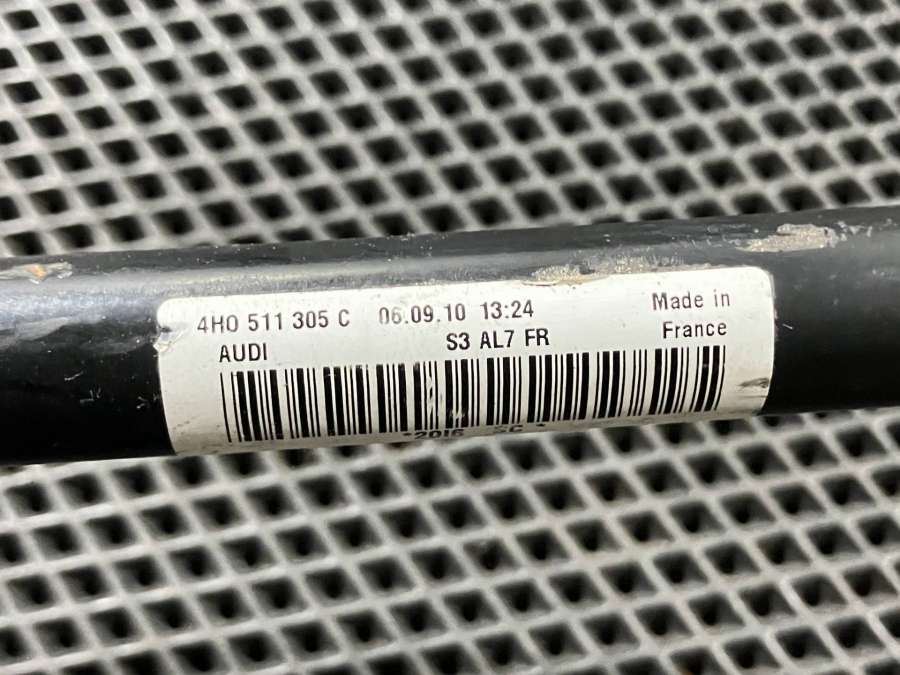 4H0 511 305 C 06.09.10 13:24 Made in
AUDI S3 AL7 FR France